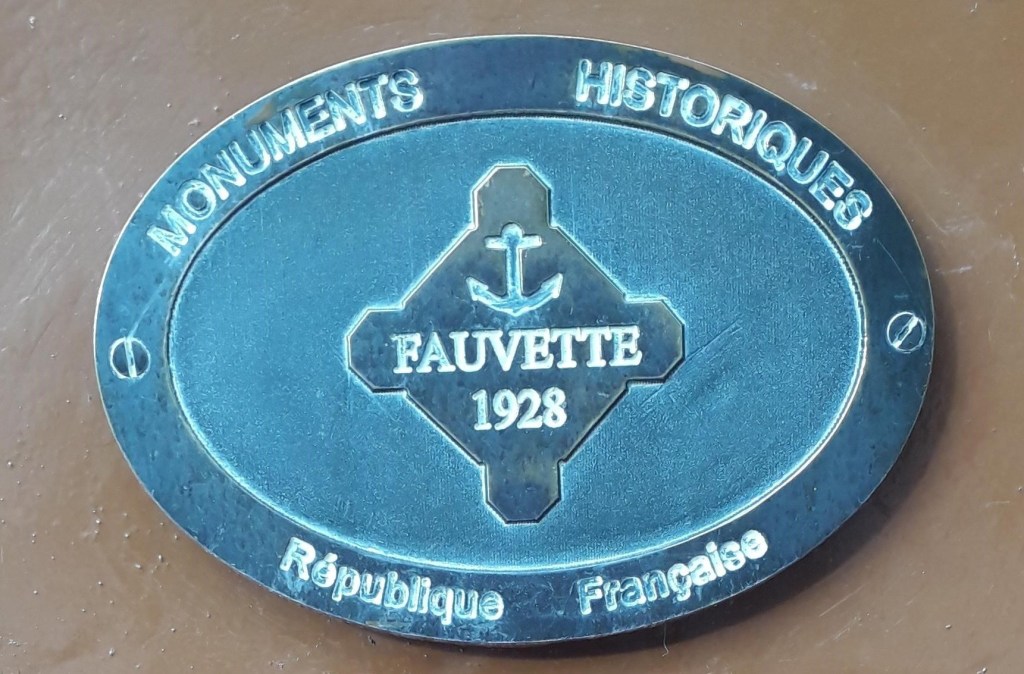 MONUMENTS HISTORIQUES
FAUVETTE
1928
République Française